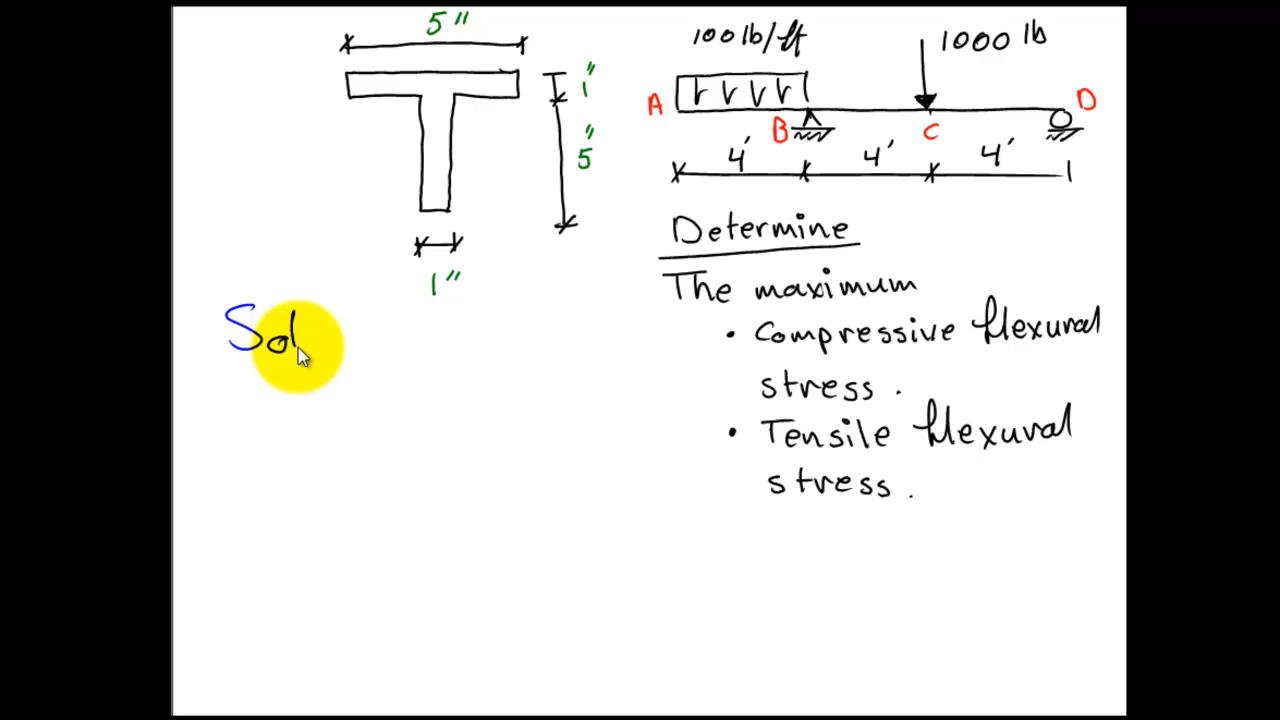 5"
1"
5"
1"
100 lb/ft
1000 lb
A
B
C
D
4'
4'
4'
Determine
The maximum
• Compressive flexural
stress.
• Tensile flexural
stress.
Sol